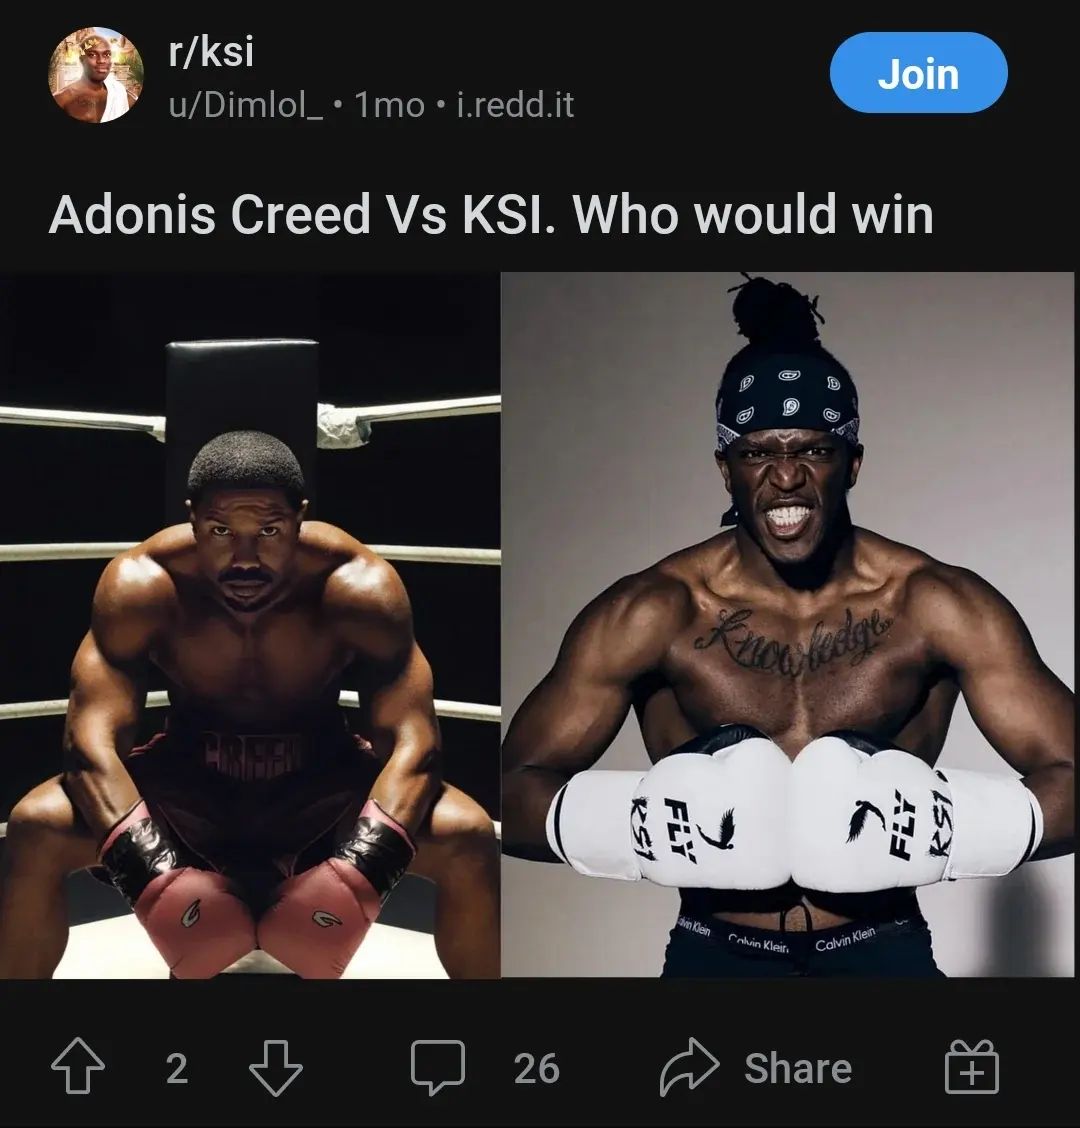 r/ksi
u/Dimlol_ • 1mo • i.redd.it
Join
Adonis Creed Vs KSI. Who would win
CREED
Knowledge
KSI
FLY
FLY
KSI
Calvin Klein
Calvin Klein
Calvin Klein
2
26
Share